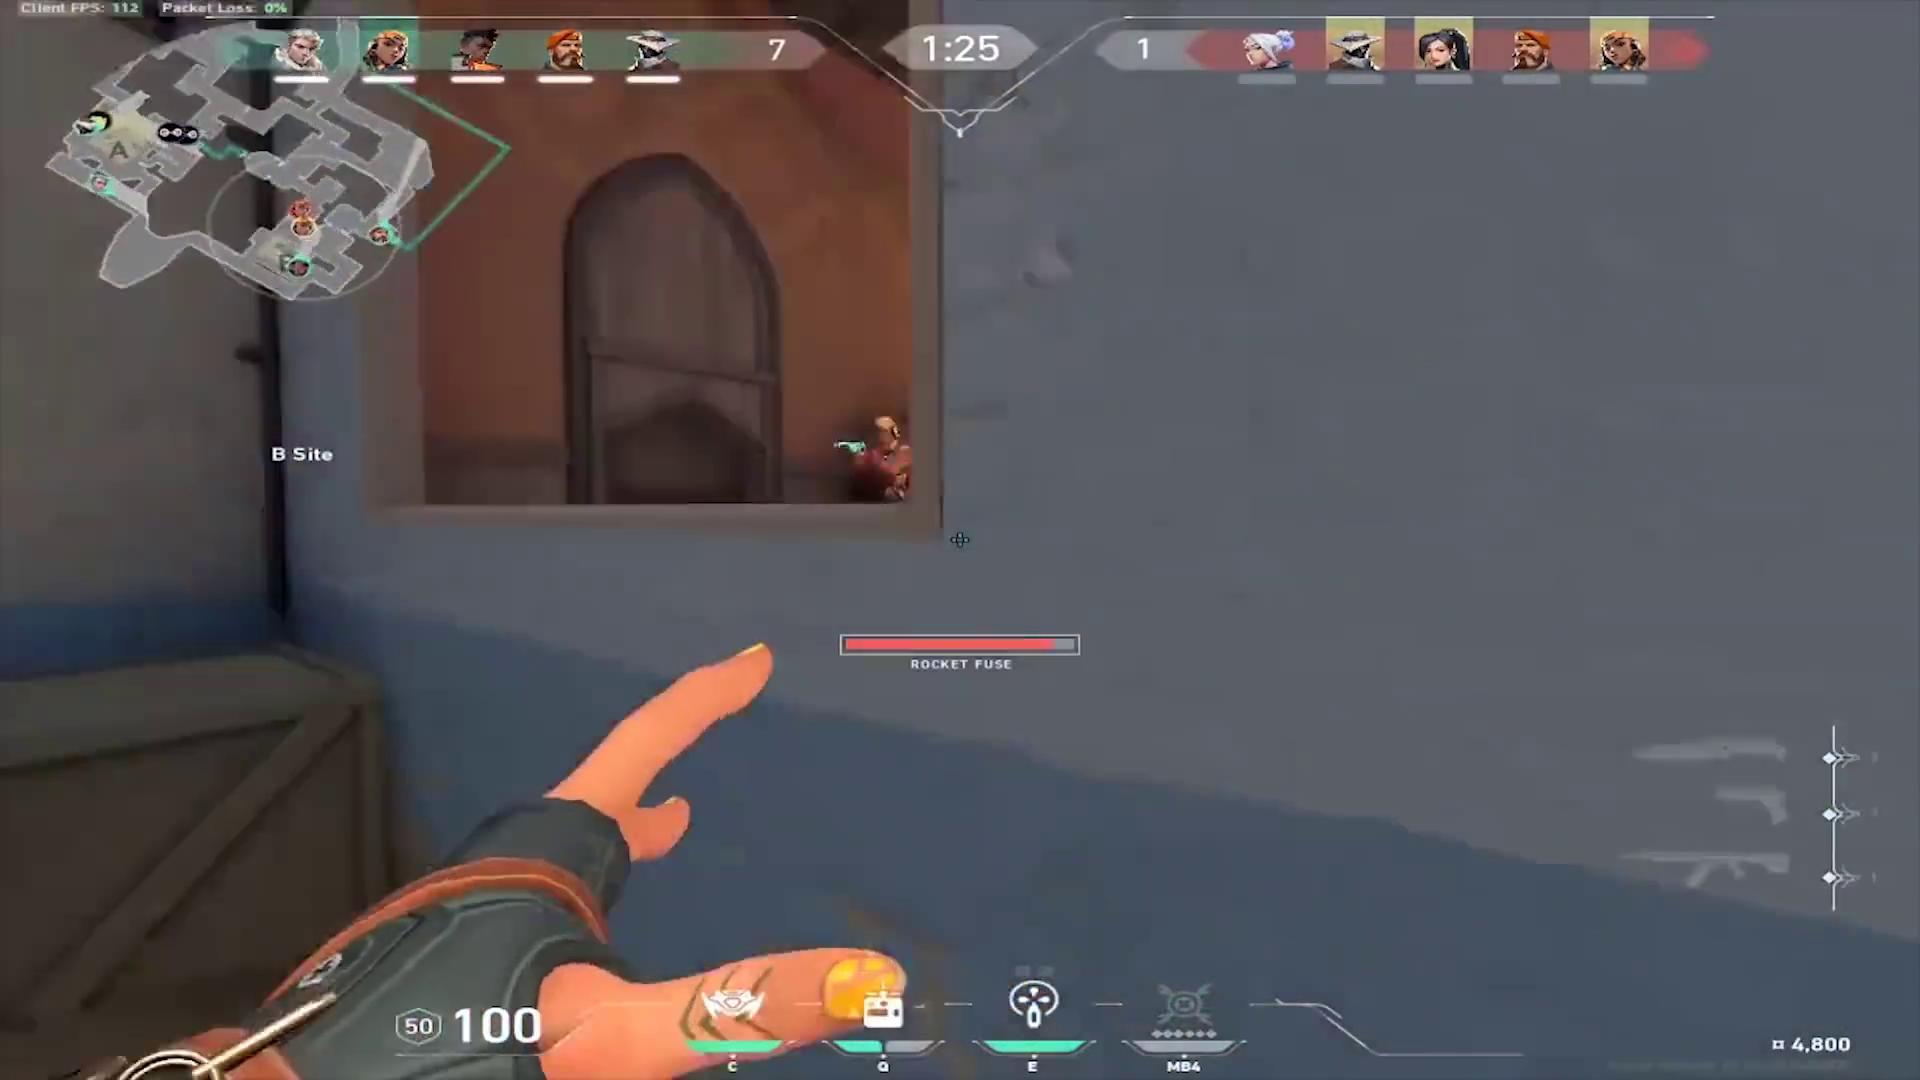 Client FPS: 112 Packet Loss: 0%
7
1:25
1
A
B Site
ROCKET FUSE
50
100
C
Q
E
MB4
4,800